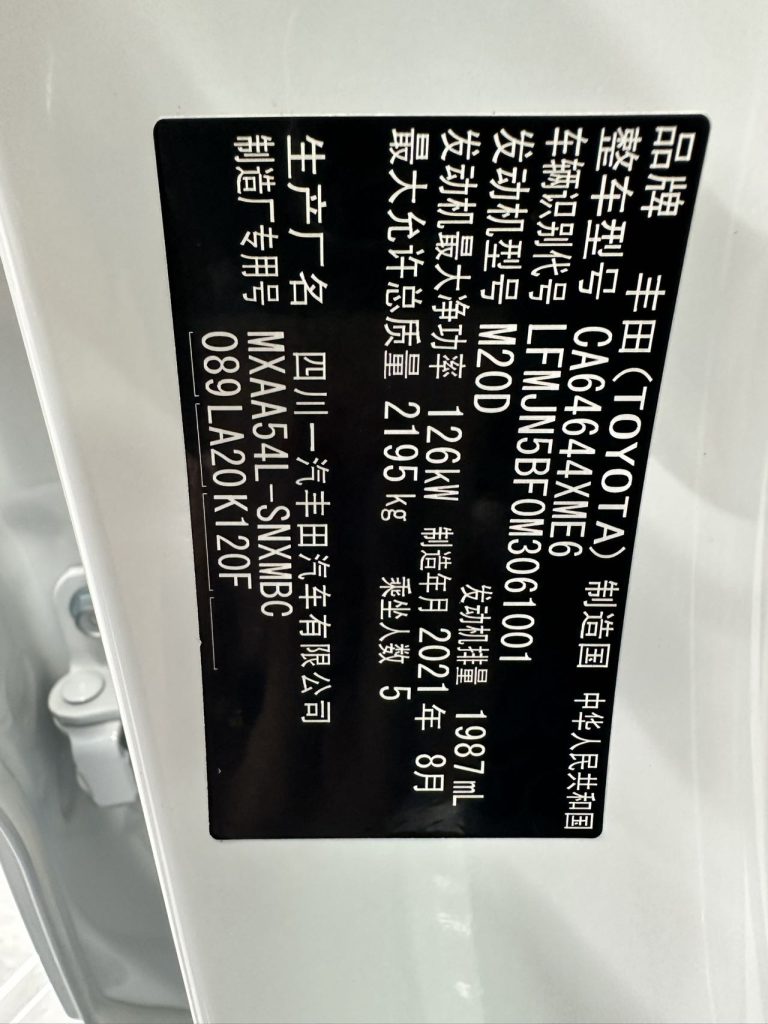 品牌 丰田(TOYOTA) 制造国 中华人民共和国
整车型号 CA64644XME6
车辆识别代号 LFMJN5BF0M3061001
发动机型号 M20D 发动机排量 1987mL
发动机最大净功率 126kW 制造年月 2021年 8月
最大允许总质量 2195kg 乘坐人数 5
生产厂名 四川一汽丰田汽车有限公司
制造厂专用号 MXAA54L-SNXMBC
089LA20K120F